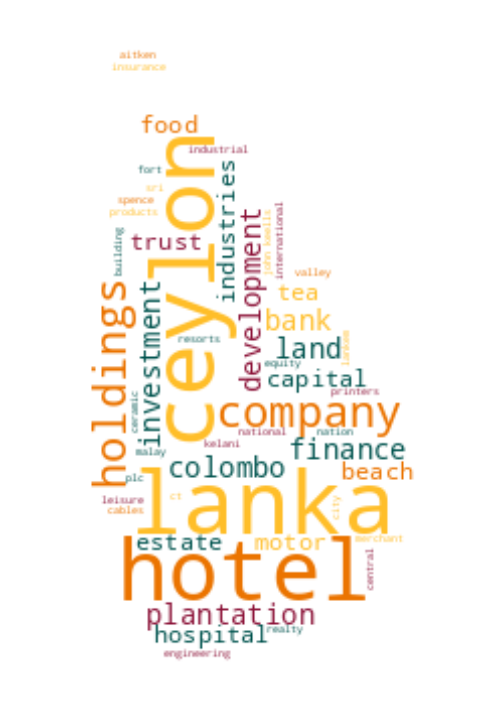 aitken
insurance
food
industrial
ceylon
fort
industries
sri
spence
products
international
development
john keells
building
trust
valley
holdings
investment
tea
bank
resorts
land
lankem
equity
capital
printers
ceramic
company
national
nation
kelani
finance
malay
colombo
beach
plc
lanka
leisure
ct
city
cables
estate
motor
merchant
hotel
central
plantation
hospital
realty
engineering